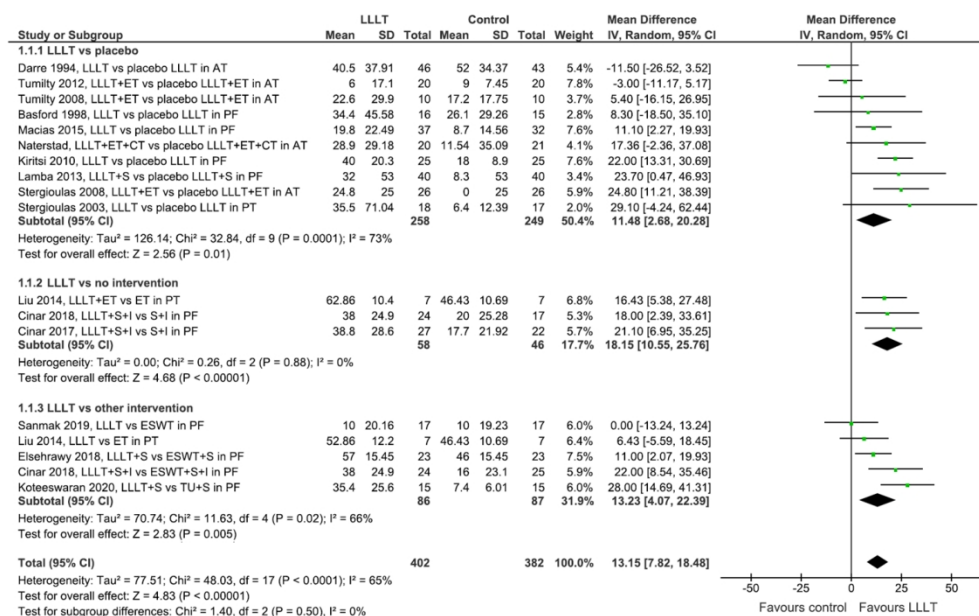 LLLT Control Mean Difference Mean Difference
Study or Subgroup Mean SD Total Mean SD Total Weight IV, Random, 95% CI IV, Random, 95% CI
1.1.1 LLLT vs placebo
Darre 1994, LLLT vs placebo LLLT in AT 40.5 37.91 46 52 34.37 43 5.4% -11.50 [-26.52, 3.52]
Tumilty 2012, LLLT+ET vs placebo LLLT+ET in AT 6 17.1 20 9 7.45 20 7.8% -3.00 [-11.17, 5.17]
Tumilty 2008, LLLT+ET vs placebo LLLT+ET in AT 22.6 29.9 10 17.2 17.75 10 3.8% 5.40 [-16.15, 26.95]
Basford 1998, LLLT vs placebo LLLT in PF 34.4 45.58 16 26.1 29.26 15 2.8% 8.30 [-18.50, 35.10]
Macias 2015, LLLT vs placebo LLLT in PF 19.8 22.49 37 8.7 14.56 32 7.6% 11.10 [2.27, 19.93]
Naterstad, LLLT+ET+CT vs placebo LLLT+ET+CT in AT 28.9 29.18 20 11.54 35.09 21 4.1% 17.36 [-2.36, 37.08]
Kiritsi 2010, LLLT vs placebo LLLT in PF 40 20.3 25 18 8.9 25 7.6% 22.00 [13.31, 30.69]
Lamba 2013, LLLT+S vs placebo LLLT+S in PF 32 53 40 8.3 53 40 3.4% 23.70 [0.47, 46.93]
Stergioulas 2008, LLLT+ET vs placebo LLLT+ET in AT 24.8 25 26 0 25 26 5.9% 24.80 [11.21, 38.39]
Stergioulas 2003, LLLT vs placebo LLLT in PT 35.5 71.04 18 6.4 12.39 17 2.0% 29.10 [-4.24, 62.44]
Subtotal (95% CI) 258 249 50.4% 11.48 [2.68, 20.28]
Heterogeneity: Tau² = 126.14; Chi² = 32.84, df = 9 (P = 0.0001); I² = 73%
Test for overall effect: Z = 2.56 (P = 0.01)
1.1.2 LLLT vs no intervention
Liu 2014, LLLT+ET vs ET in PT 62.86 10.4 7 46.43 10.69 7 6.8% 16.43 [5.38, 27.48]
Cinar 2018, LLLT+S+I vs S+I in PF 38 24.9 24 20 25.28 17 5.2% 18.00 [2.39, 33.61]
Cinar 2017, LLLT+S+I vs S+I in PF 38.8 28.6 27 17.7 21.92 22 5.7% 21.10 [6.95, 35.25]
Subtotal (95% CI) 58 46 17.7% 18.15 [10.55, 25.76]
Heterogeneity: Tau² = 0.00; Chi² = 0.26, df = 2 (P = 0.88); I² = 0%
Test for overall effect: Z = 4.68 (P < 0.00001)
1.1.3 LLLT vs other intervention
Sanmak 2019, LLLT vs ESWT in PF 10 20.16 17 10 19.23 17 6.0% 0.00 [-13.24, 13.24]
Liu 2014, LLLT vs ET in PT 52.86 12.2 7 46.43 10.69 7 6.4% 6.43 [-5.59, 18.45]
Elsehrawy 2018, LLLT+S vs ESWT+S in PF 57 15.45 23 46 15.45 23 7.6% 11.00 [2.07, 19.93]
Cinar 2018, LLLT+S+I vs ESWT+S+I in PF 38 24.9 24 16 23.1 25 5.9% 22.00 [8.54, 35.46]
Koteeswaran 2020, LLLT+S vs TU+S in PF 35.4 25.6 15 7.4 6.01 15 6.0% 28.00 [14.69, 41.31]
Subtotal (95% CI) 86 87 31.9% 13.23 [4.07, 22.39]
Heterogeneity: Tau² = 70.74; Chi² = 11.63, df = 4 (P = 0.02); I² = 66%
Test for overall effect: Z = 2.83 (P = 0.005)
Total (95% CI) 402 382 100.0% 13.15 [7.82, 18.48]
Heterogeneity: Tau² = 77.51; Chi² = 48.03, df = 17 (P < 0.0001); I² = 65%
Test for overall effect: Z = 4.83 (P < 0.00001)
Test for subgroup differences: Chi² = 1.40, df = 2 (P = 0.50), I² = 0%
-50 -25 0 25 50
Favours control Favours LLLT